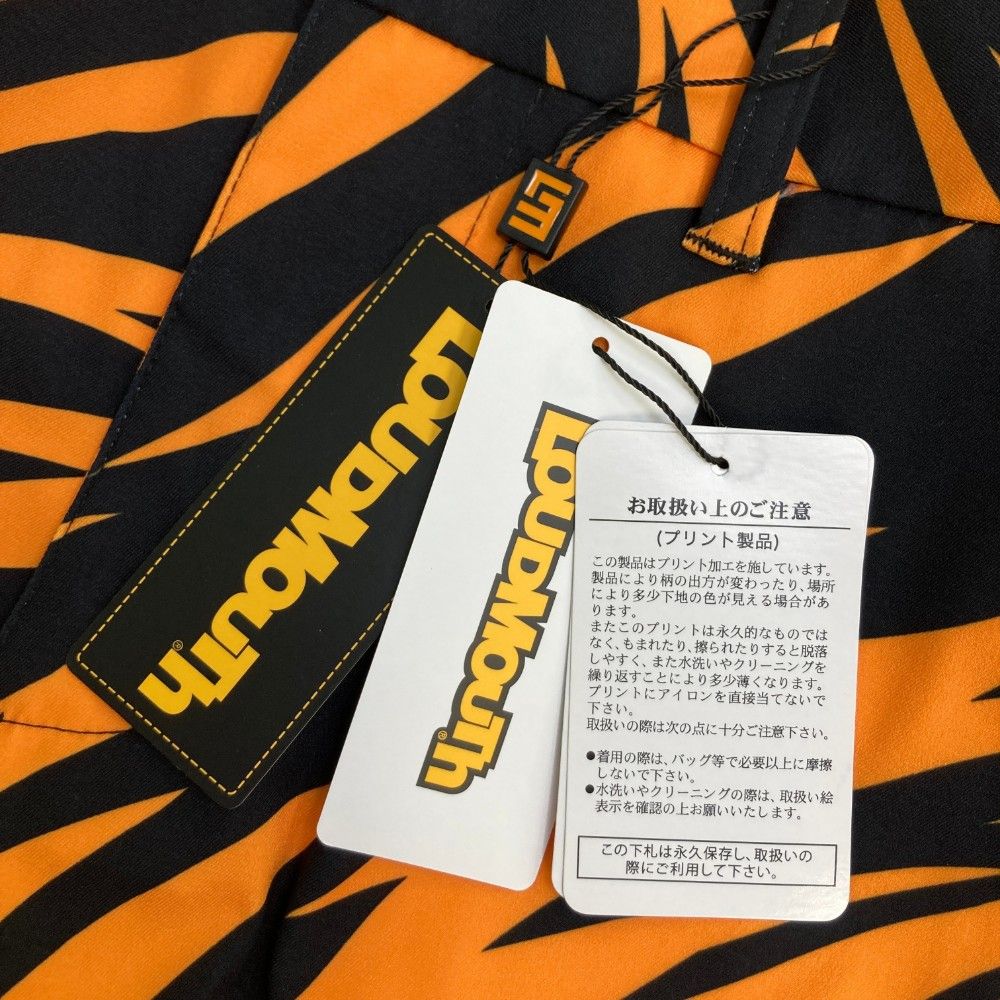 LM
LOUDMOUTH®
LOUDMOUTH®
お取扱い上のご注意
(プリント製品)
この製品はプリント加工を施しています。
製品により柄の出方が変わったり、場所
により多少下地の色が見える場合があ
ります。
またこのプリントは永久的なものでは
なく、もまれたり、擦られたりすると脱落
しやすく、また水洗いやクリーニングを
繰り返すことにより多少薄くなります。
プリントにアイロンを直接当てないで
下さい。
取扱いの際は次の点に十分ご注意下さい。
●着用の際は、バッグ等で必要以上に摩擦
しないで下さい。
●水洗いやクリーニングの際は、取扱い絵
表示を確認の上お願いいたします。
この下札は永久保存し、取扱いの
際にご利用して下さい。